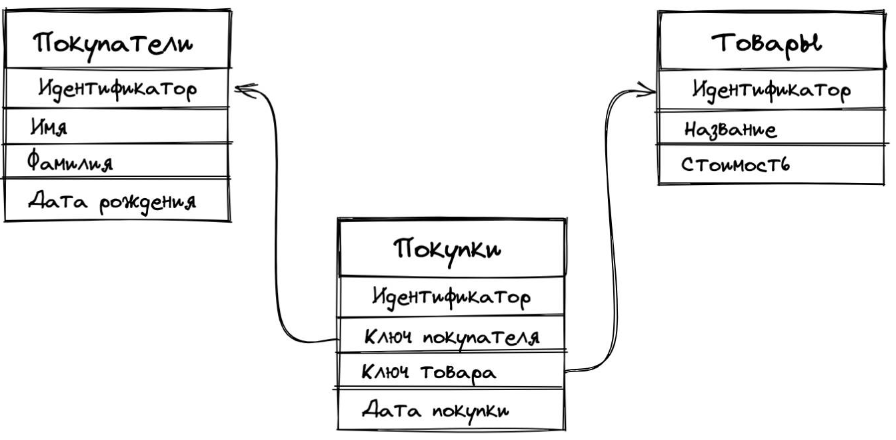 Покупатели
Идентификатор
Имя
Фамилия
Дата рождения
Товары
Идентификатор
Название
Стоимость
Покупки
Идентификатор
Ключ покупателя
Ключ товара
Дата покупки